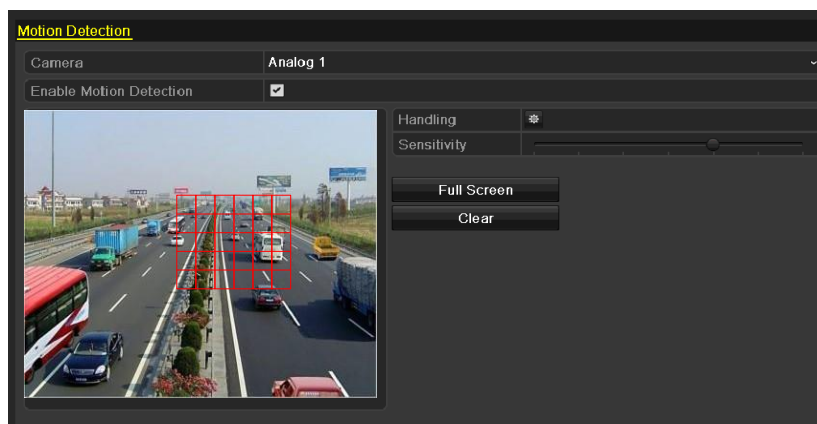 Motion Detection
Camera
Analog 1
Enable Motion Detection
Handling
Sensitivity
Full Screen
Clear